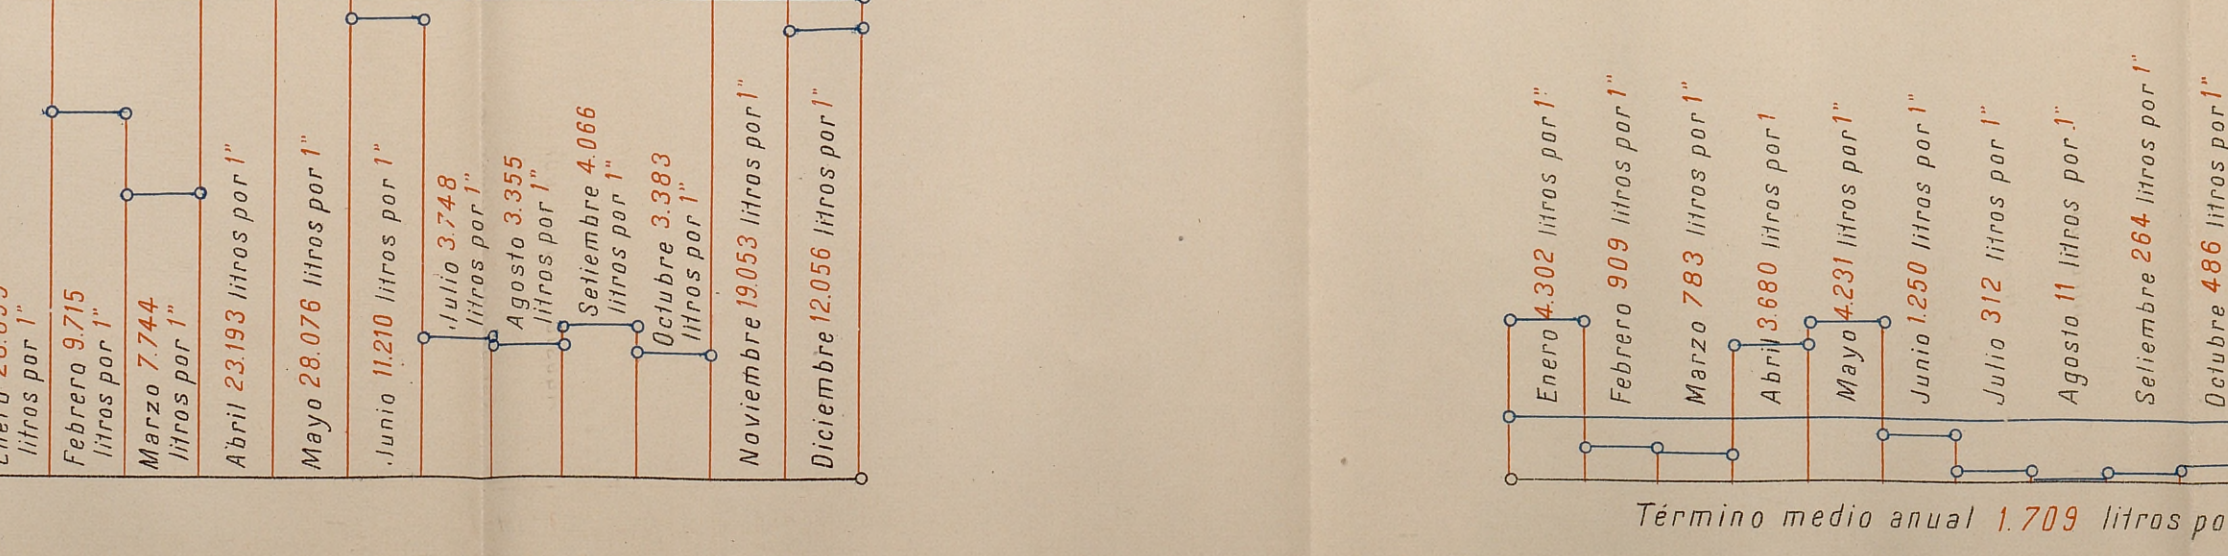 litros por 1"
Febrero 9.715
litros por 1"
Marzo 7.744
litros por 1"
Abril 23.193 litros por 1"
Mayo 28.076 litros por 1"
Junio 11.210 litros por 1"
Julio 3.748
litros por 1"
Agosto 3.355
litros por 1"
Setiembre 4.066
litros por 1"
Octubre 3.383
litros por 1"
Noviembre 19.053 litros por 1"
Diciembre 12.056 litros por 1"
Enero 4.302 litros por 1"
Febrero 909 litros por 1"
Marzo 783 litros por 1"
Abril 3.680 litros por 1
Mayo 4.231 litros por 1"
Junio 1.250 litros por 1"
Julio 312 litros por 1"
Agosto 11 litros por 1"
Setiembre 264 litros por 1"
Octubre 486 litros por 1"
Término medio anual 1.709 litros po